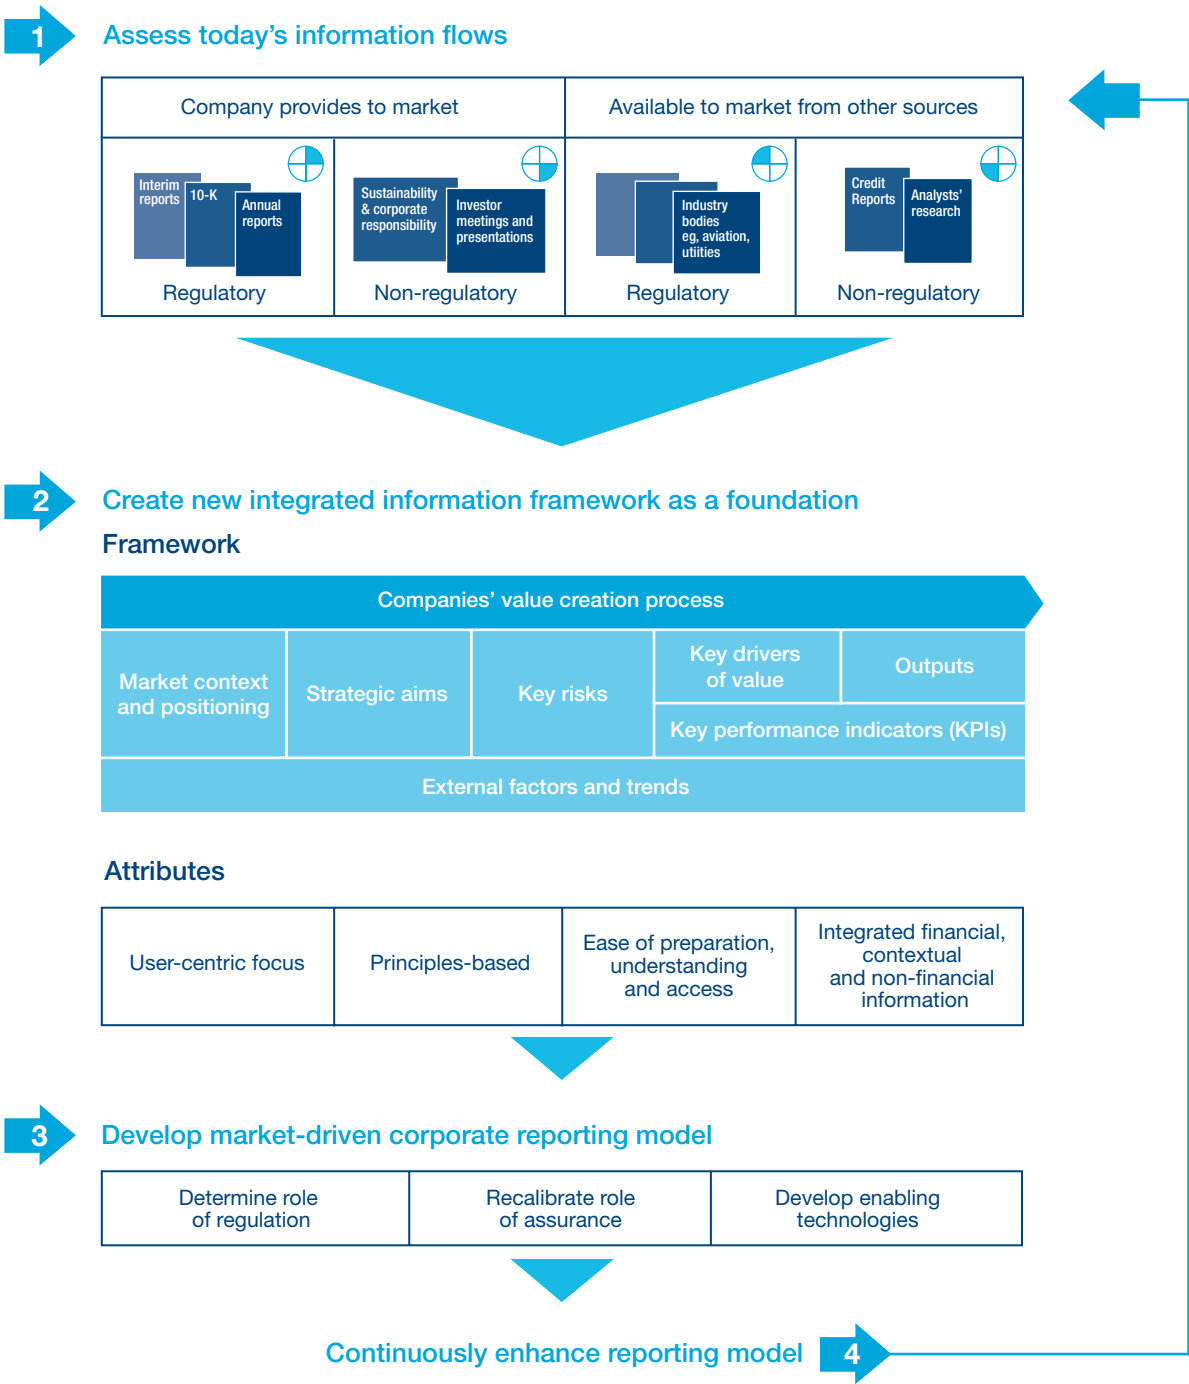 1
Assess today's information flows
Company provides to market
Available to market from other sources
Interim
reports
10-K
Annual
reports
Regulatory
Sustainability
& corporate
responsibility
Investor
meetings and
presentations
Non-regulatory
Industry
bodies
eg, aviation,
utiities
Regulatory
Credit
Reports
Analysts'
research
Non-regulatory
2
Create new integrated information framework as a foundation
Framework
Companies' value creation process
Market context
and positioning
Strategic aims
Key risks
Key drivers
of value
Outputs
Key performance indicators (KPIs)
External factors and trends
Attributes
User-centric focus
Principles-based
Ease of preparation,
understanding
and access
Integrated financial,
contextual
and non-financial
information
3
Develop market-driven corporate reporting model
Determine role
of regulation
Recalibrate role
of assurance
Develop enabling
technologies
Continuously enhance reporting model
4